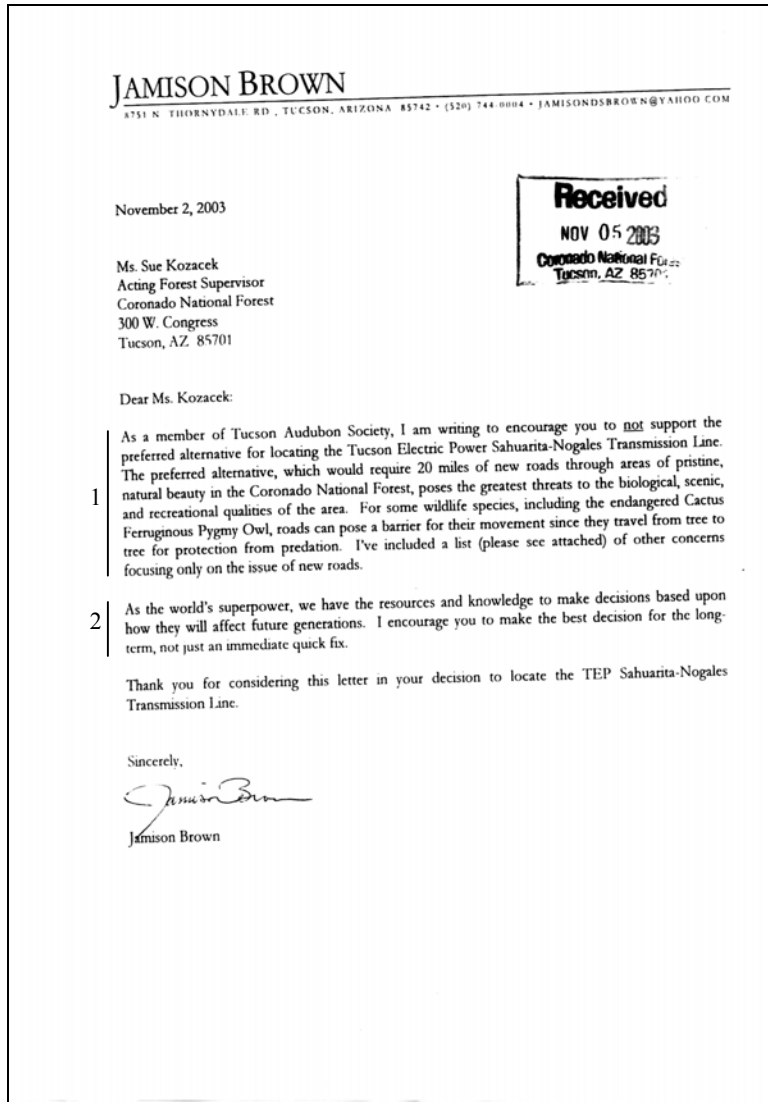 JAMISON BROWN
8751 N THORNYDALE RD , TUCSON, ARIZONA 85742 • (520) 744-0004 • JAMISONDSBROWN@YAHOO COM
November 2, 2003
Received
NOV 05 2003
Coronado National
Tucson, AZ
Ms. Sue Kozacek
Acting Forest Supervisor
Coronado National Forest
300 W. Congress
Tucson, AZ 85701
Dear Ms. Kozacek:
As a member of Tucson Audubon Society, I am writing to encourage you to not support the
preferred alternative for locating the Tucson Electric Power Sahuarita-Nogales Transmission Line.
The preferred alternative, which would require 20 miles of new roads through areas of pristine,
1 natural beauty in the Coronado National Forest, poses the greatest threats to the biological, scenic,
and recreational qualities of the area. For some wildlife species, including the endangered Cactus
Ferruginous Pygmy Owl, roads can pose a barrier for their movement since they travel from tree to
tree for protection from predation. I've included a list (please see attached) of other concerns
focusing only on the issue of new roads.
As the world's superpower, we have the resources and knowledge to make decisions based upon
2 how they will affect future generations. I encourage you to make the best decision for the long-
term, not just an immediate quick fix.
Thank you for considering this letter in your decision to locate the TEP Sahuarita-Nogales
Transmission Line.
Sincerely,
Jamison Brown
Jamison Brown